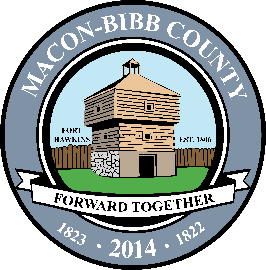 MACON-BIBB COUNTY
FORT
HAWKINS
EST. 1806
FORWARD TOGETHER
1823 · 2014 · 1822